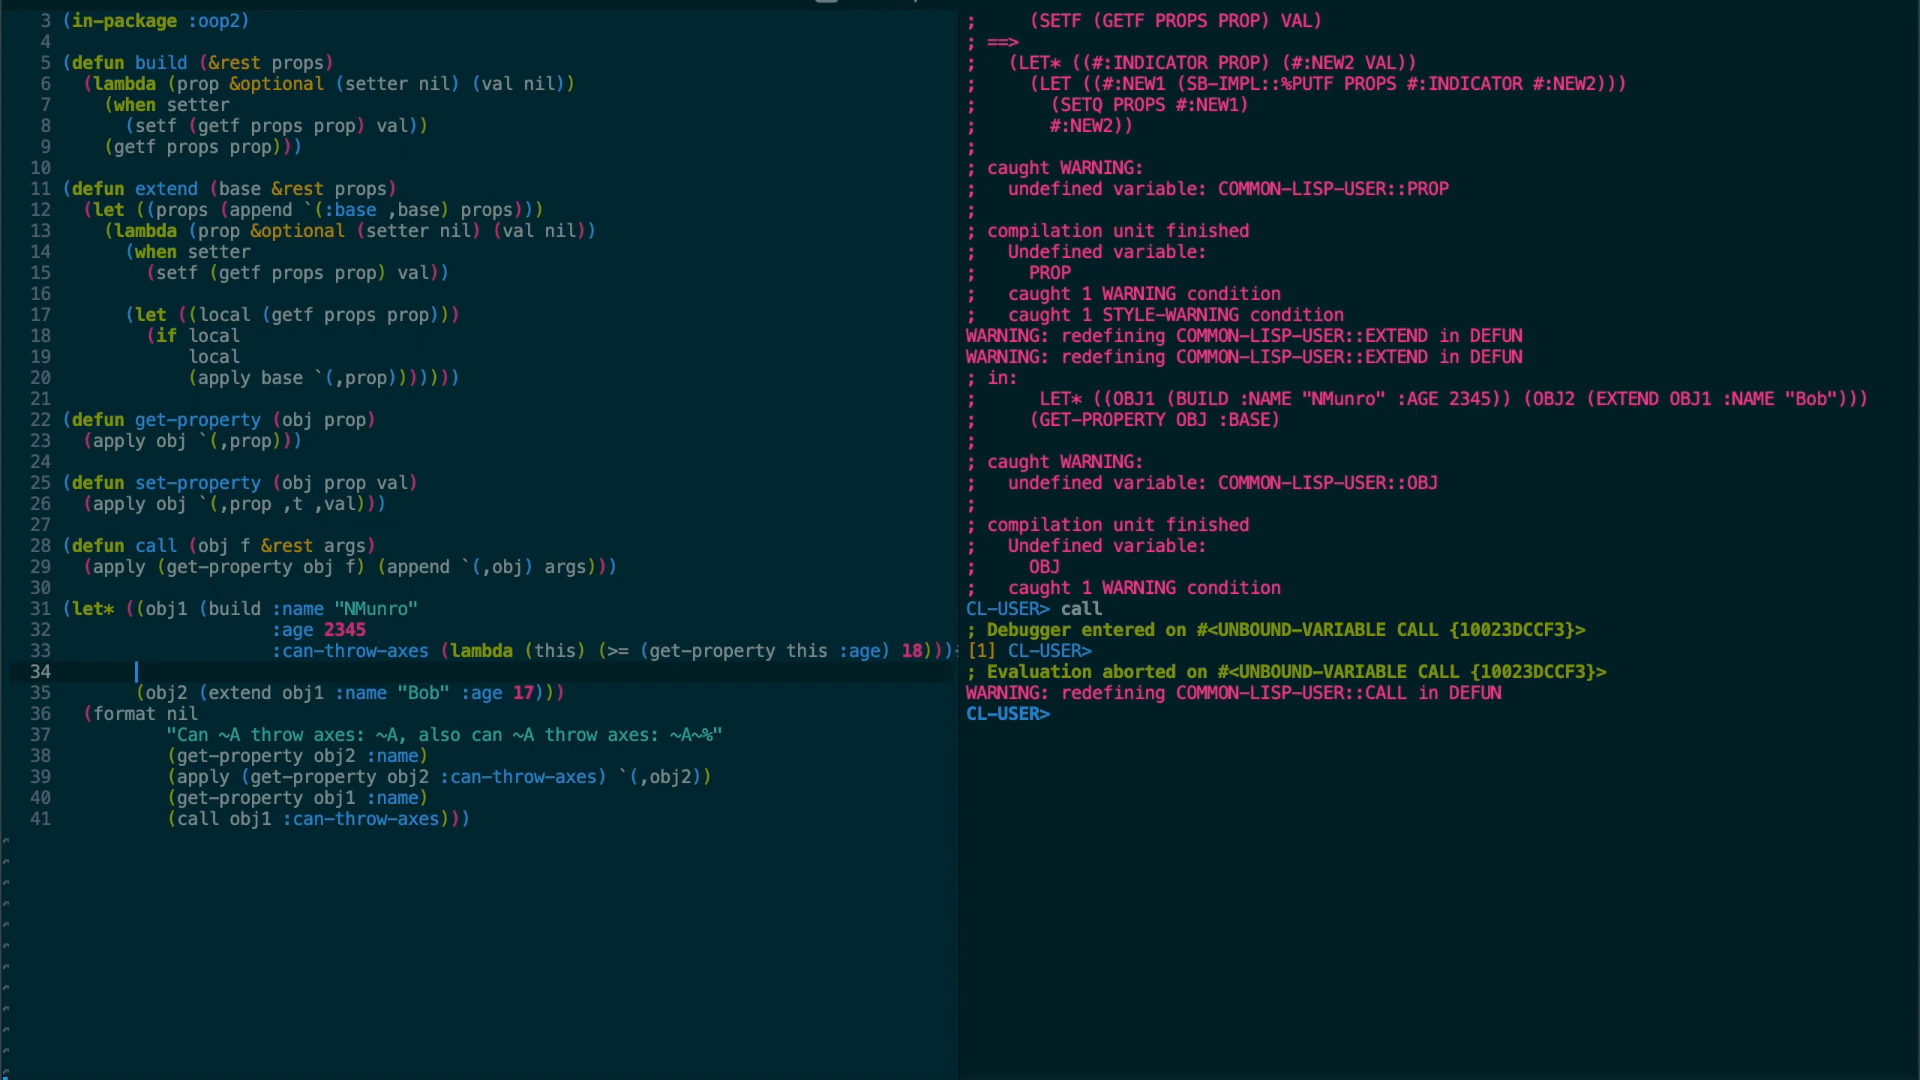 3 (in-package :oop2)
4
5 (defun build (&rest props)
6   (lambda (prop &optional (setter nil) (val nil))
7     (when setter
8       (setf (getf props prop) val))
9     (getf props prop)))
10
11 (defun extend (base &rest props)
12   (let ((props (append `(:base ,base) props)))
13     (lambda (prop &optional (setter nil) (val nil))
14       (when setter
15         (setf (getf props prop) val))
16
17       (let ((local (getf props prop)))
18         (if local
19             local
20             (apply base `(,prop)))))))
21
22 (defun get-property (obj prop)
23   (apply obj `(,prop)))
24
25 (defun set-property (obj prop val)
26   (apply obj `(,prop ,t ,val)))
27
28 (defun call (obj f &rest args)
29   (apply (get-property obj f) (append `(,obj) args)))
30
31 (let* ((obj1 (build :name "NMunro"
32                     :age 2345
33                     :can-throw-axes (lambda (this) (>= (get-property this :age) 18)))
34
35        (obj2 (extend obj1 :name "Bob" :age 17)))
36   (format nil
37           "Can ~A throw axes: ~A, also can ~A throw axes: ~A~%"
38           (get-property obj2 :name)
39           (apply (get-property obj2 :can-throw-axes) `(,obj2))
40           (get-property obj1 :name)
41           (call obj1 :can-throw-axes)))
;     (SETF (GETF PROPS PROP) VAL)
; ==>
;   (LET* ((#:INDICATOR PROP) (#:NEW2 VAL))
;     (LET ((#:NEW1 (SB-IMPL::%PUTF PROPS #:INDICATOR #:NEW2)))
;       (SETQ PROPS #:NEW1)
;       #:NEW2))
;
; caught WARNING:
;   undefined variable: COMMON-LISP-USER::PROP
;
; compilation unit finished
;   Undefined variable:
;     PROP
;   caught 1 WARNING condition
;   caught 1 STYLE-WARNING condition
WARNING: redefining COMMON-LISP-USER::EXTEND in DEFUN
WARNING: redefining COMMON-LISP-USER::EXTEND in DEFUN
; in:
;      LET* ((OBJ1 (BUILD :NAME "NMunro" :AGE 2345)) (OBJ2 (EXTEND OBJ1 :NAME "Bob")))
;     (GET-PROPERTY OBJ :BASE)
;
; caught WARNING:
;   undefined variable: COMMON-LISP-USER::OBJ
;
; compilation unit finished
;   Undefined variable:
;     OBJ
;   caught 1 WARNING condition
CL-USER> call
; Debugger entered on #<UNBOUND-VARIABLE CALL {10023DCCF3}>
[1] CL-USER>
; Evaluation aborted on #<UNBOUND-VARIABLE CALL {10023DCCF3}>
WARNING: redefining COMMON-LISP-USER::CALL in DEFUN
CL-USER>